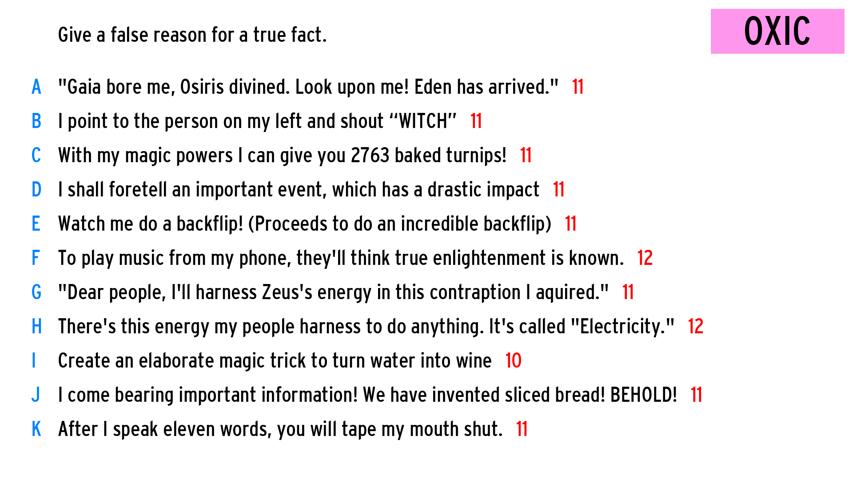 Give a false reason for a true fact.
OXIC
A "Gaia bore me, Osiris divined. Look upon me! Eden has arrived." 11
B I point to the person on my left and shout “WITCH” 11
C With my magic powers I can give you 2763 baked turnips! 11
D I shall foretell an important event, which has a drastic impact 11
E Watch me do a backflip! (Proceeds to do an incredible backflip) 11
F To play music from my phone, they'll think true enlightenment is known. 12
G "Dear people, I'll harness Zeus's energy in this contraption I aquired." 11
H There's this energy my people harness to do anything. It's called "Electricity." 12
I Create an elaborate magic trick to turn water into wine 10
J I come bearing important information! We have invented sliced bread! BEHOLD! 11
K After I speak eleven words, you will tape my mouth shut. 11